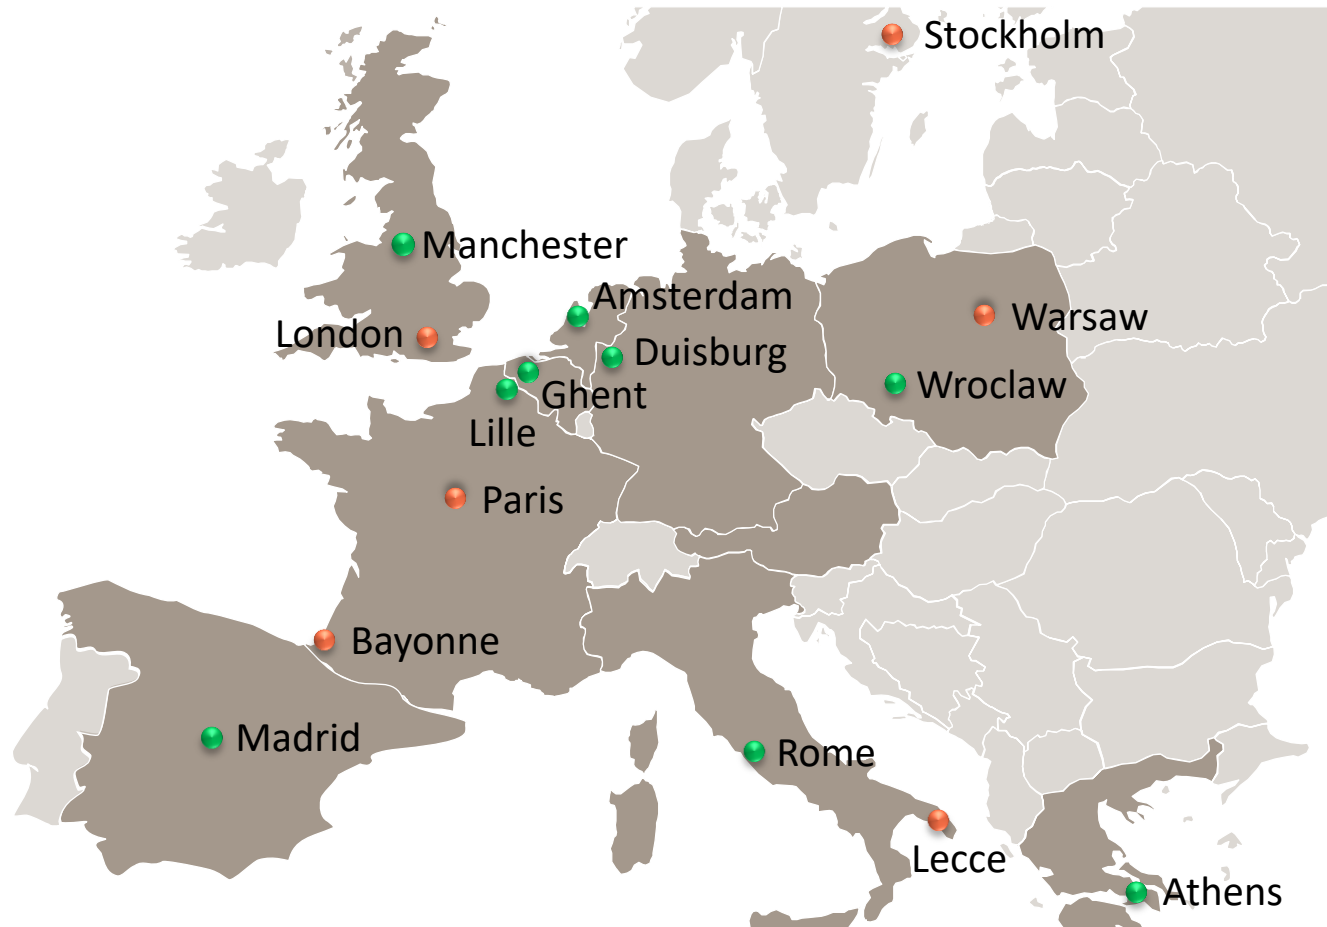 Stockholm
Manchester
Amsterdam
Warsaw
London
Duisburg
Wroclaw
Ghent
Lille
Paris
Bayonne
Madrid
Rome
Lecce
Athens